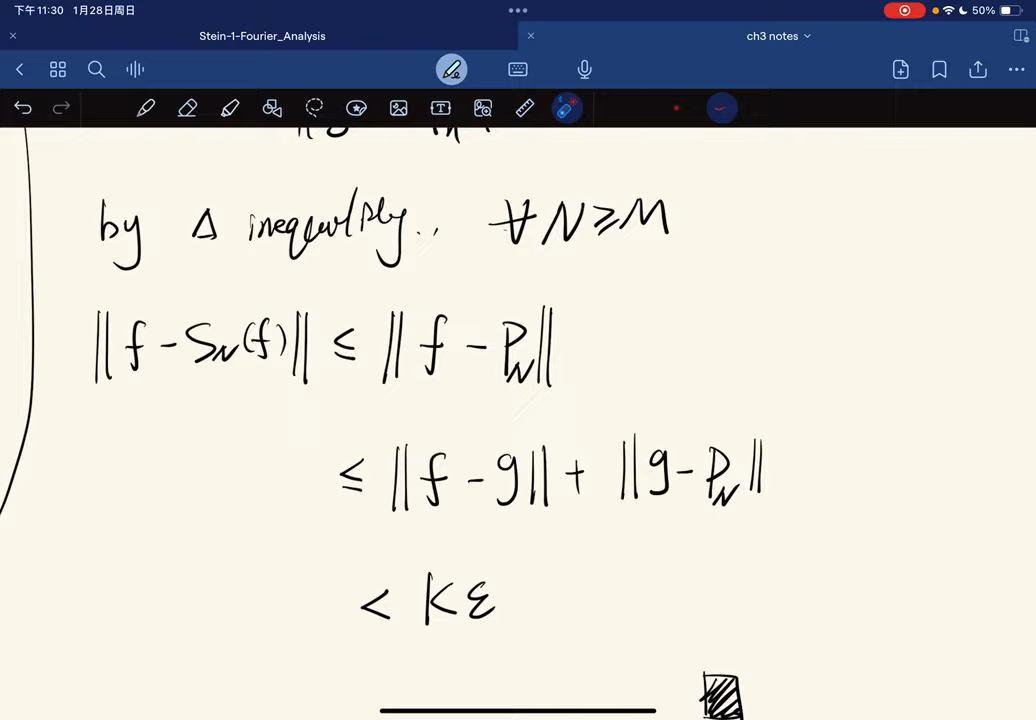 下午11:30 1月28日周日
50%
Stein-1-Fourier_Analysis
ch3 notes
by Δ inequality. ∀ N ≥ M
||f - S_N(f)|| ≤ ||f - P_N||
≤ ||f - g|| + ||g - P_N||
< Kε